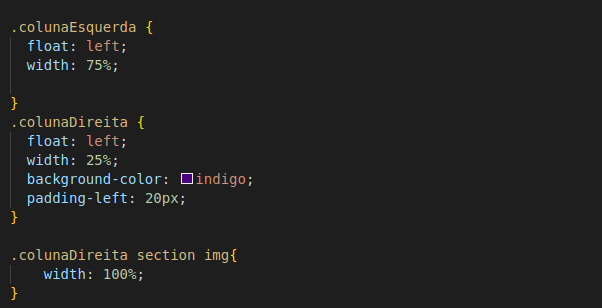 .colunaEsquerda {
  float: left;
  width: 75%;

}
.colunaDireita {
  float: left;
  width: 25%;
  background-color: indigo;
  padding-left: 20px;
}

.colunaDireita section img{
    width: 100%;
}